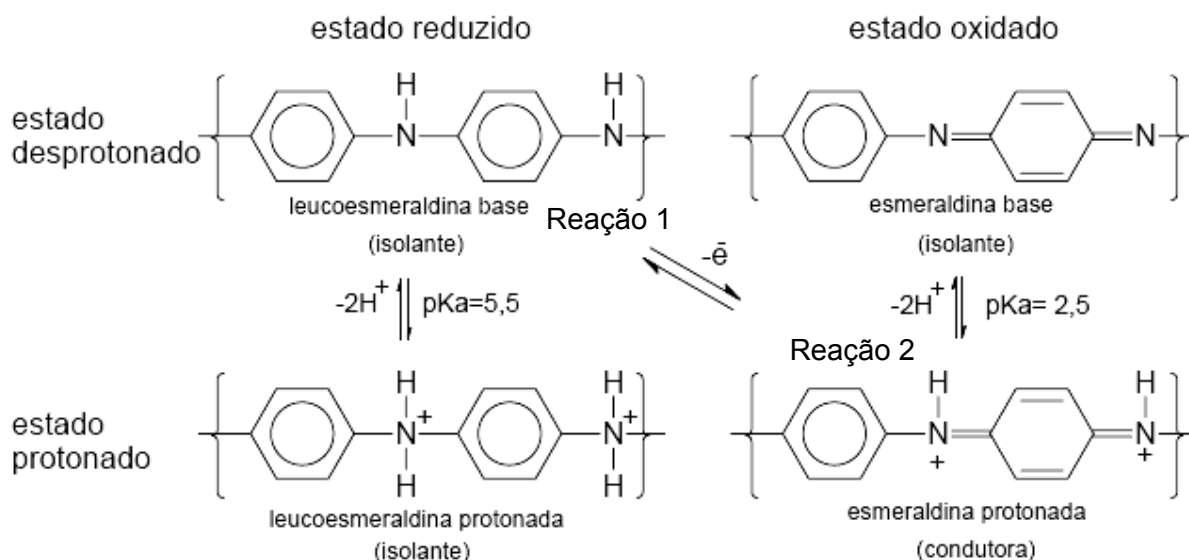 estado reduzido
estado oxidado
H
H
estado
desprotonado
N
N
N
N
leucoesmeraldina base
(isolante)
Reação 1
esmeraldina base
(isolante)
-ē
-2H+
pKa=5,5
-2H+
pKa= 2,5
Reação 2
H
H
H
H
estado
protonado
N+
N+
N
+
N
+
H
H
leucoesmeraldina protonada
(isolante)
esmeraldina protonada
(condutora)